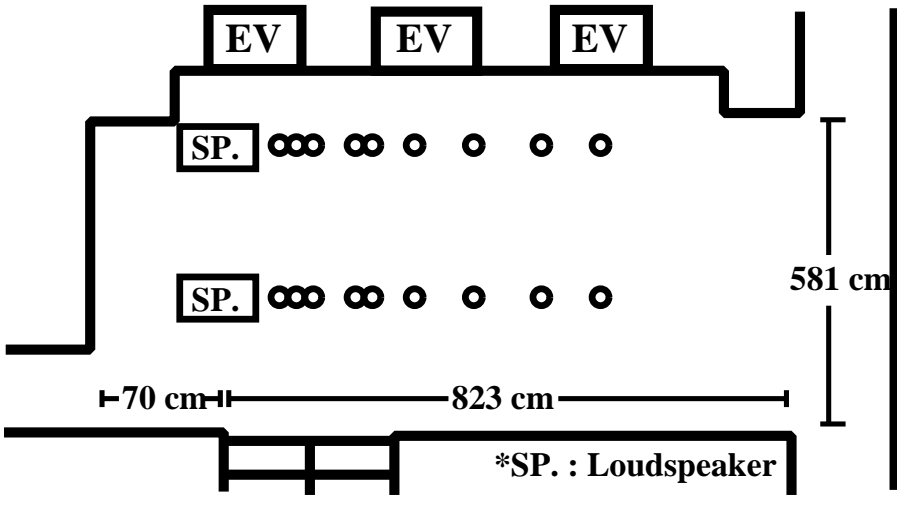 EV EV EV
SP.
SP.
581 cm
70 cm 823 cm
*SP. : Loudspeaker